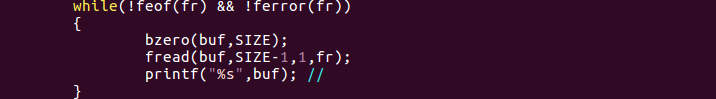 while(!feof(fr) && !ferror(fr))
{
bzero(buf,SIZE);
fread(buf,SIZE-1,1,fr);
printf("%s",buf); //
}